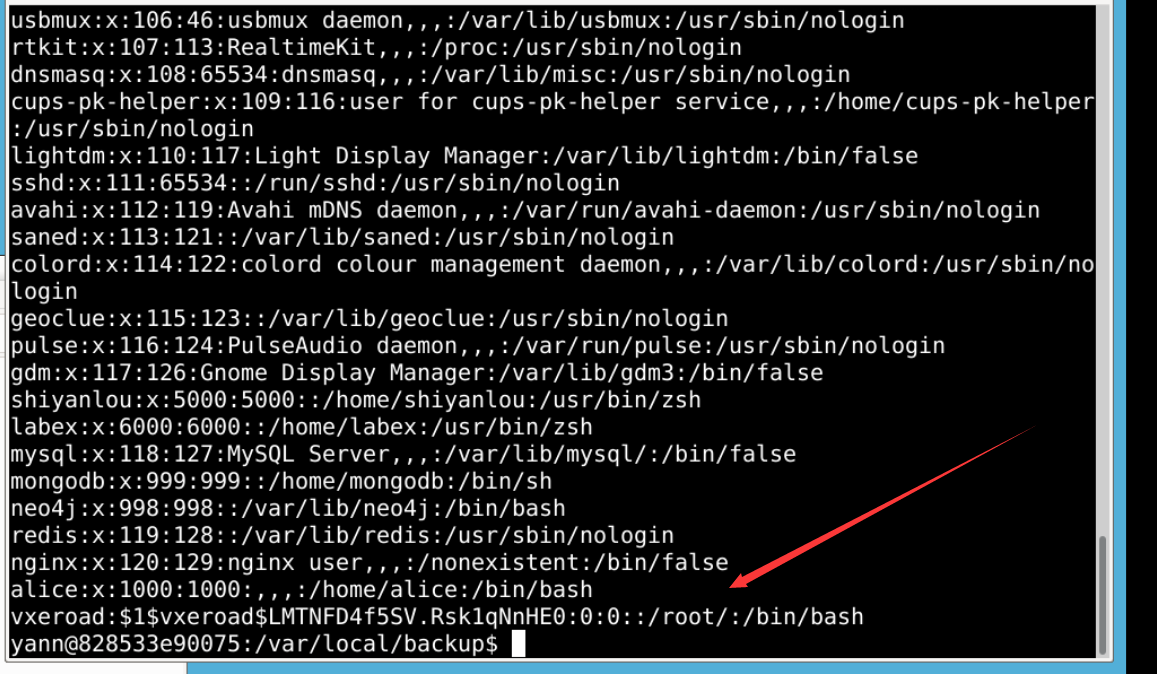 usbmux:x:106:46:usbmux daemon,,,:/var/lib/usbmux:/usr/sbin/nologin
rtkit:x:107:113:RealtimeKit,,,:/proc:/usr/sbin/nologin
dnsmasq:x:108:65534:dnsmasq,,,:/var/lib/misc:/usr/sbin/nologin
cups-pk-helper:x:109:116:user for cups-pk-helper service,,,:/home/cups-pk-helper
:/usr/sbin/nologin
lightdm:x:110:117:Light Display Manager:/var/lib/lightdm:/bin/false
sshd:x:111:65534::/run/sshd:/usr/sbin/nologin
avahi:x:112:119:Avahi mDNS daemon,,,:/var/run/avahi-daemon:/usr/sbin/nologin
saned:x:113:121::/var/lib/saned:/usr/sbin/nologin
colord:x:114:122:colord colour management daemon,,,:/var/lib/colord:/usr/sbin/no
login
geoclue:x:115:123::/var/lib/geoclue:/usr/sbin/nologin
pulse:x:116:124:PulseAudio daemon,,,:/var/run/pulse:/usr/sbin/nologin
gdm:x:117:126:Gnome Display Manager:/var/lib/gdm3:/bin/false
shiyanlou:x:5000:5000::/home/shiyanlou:/usr/bin/zsh
labex:x:6000:6000::/home/labex:/usr/bin/zsh
mysql:x:118:127:MySQL Server,,,:/var/lib/mysql/:/bin/false
mongodb:x:999:999::/home/mongodb:/bin/sh
neo4j:x:998:998::/var/lib/neo4j:/bin/bash
redis:x:119:128::/var/lib/redis:/usr/sbin/nologin
nginx:x:120:129:nginx user,,,:/nonexistent:/bin/false
alice:x:1000:1000:,,,:/home/alice:/bin/bash
vxeroad:$1$vxeroad$LMTNFD4f5SV.Rsk1qNnHE0:0:0::/root/:/bin/bash
yann@828533e90075:/var/local/backup$